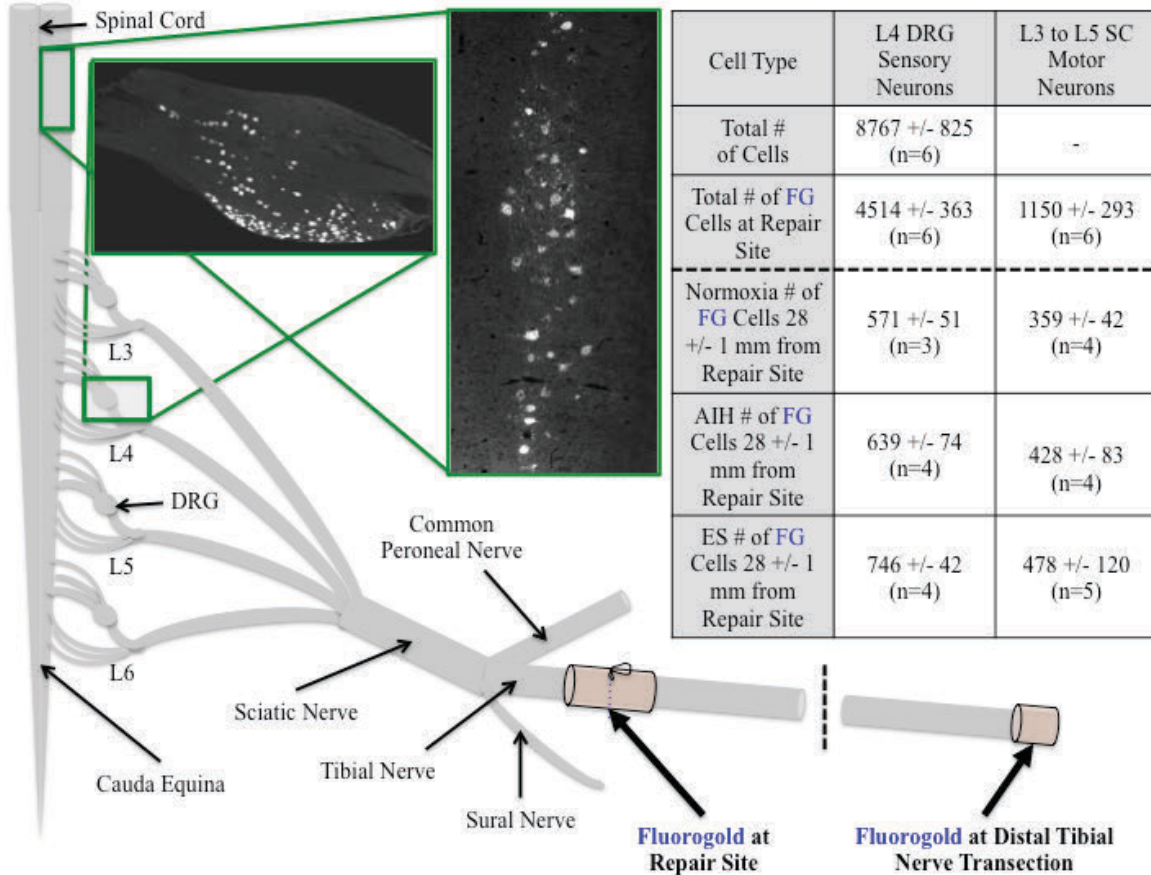 Spinal Cord
L3
L4
DRG
L5
L6
Common
Peroneal Nerve
Sciatic Nerve
Tibial Nerve
Cauda Equina
Sural Nerve
Fluorogold at
Repair Site
Fluorogold at Distal Tibial
Nerve Transection
Cell Type
L4 DRG
Sensory
Neurons
L3 to L5 SC
Motor
Neurons
Total #
of Cells
8767 +/- 825
(n=6)
-
Total # of FG
Cells at Repair
Site
4514 +/- 363
(n=6)
1150 +/- 293
(n=6)
Normoxia # of
FG Cells 28
+/- 1 mm from
Repair Site
571 +/- 51
(n=3)
359 +/- 42
(n=4)
AIH # of FG
Cells 28 +/- 1
mm from
Repair Site
639 +/- 74
(n=4)
428 +/- 83
(n=4)
ES # of FG
Cells 28 +/- 1
mm from
Repair Site
746 +/- 42
(n=4)
478 +/- 120
(n=5)